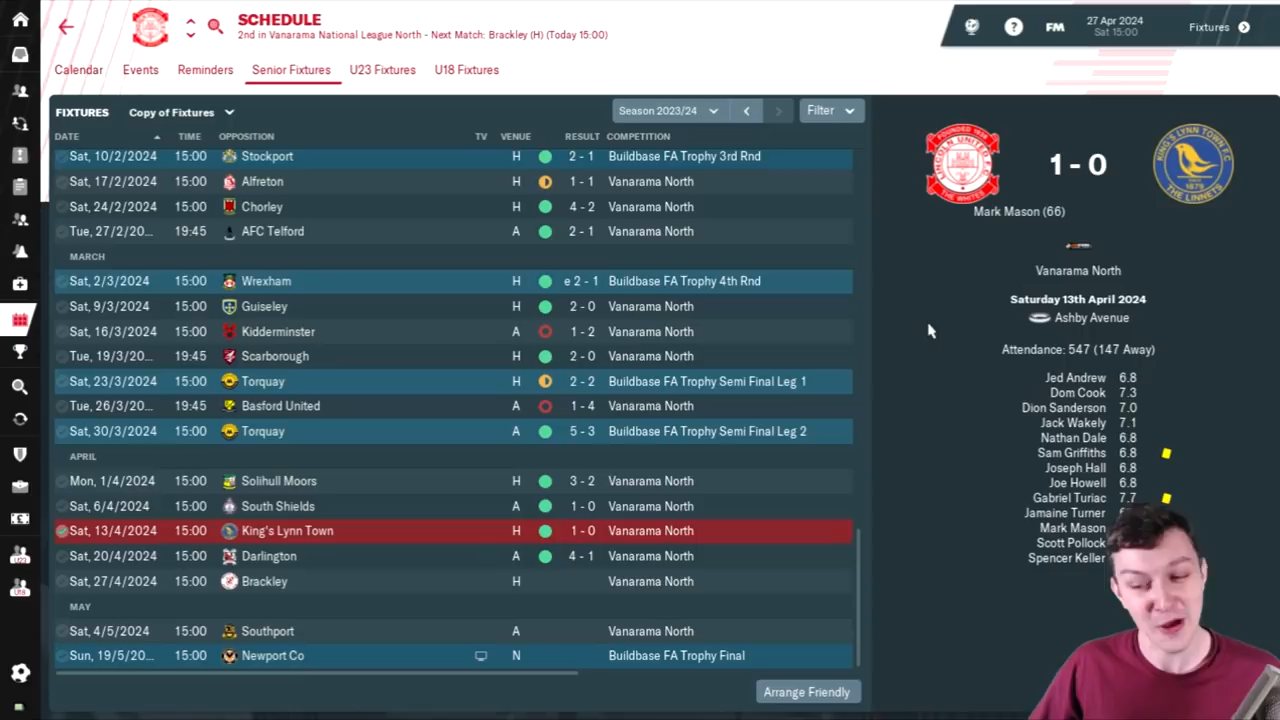 SCHEDULE
2nd in Vanarama National League North - Next Match: Brackley (H) (Today 15:00)
FM 27 Apr 2024
Sat 15:00
Fixtures
Calendar Events Reminders Senior Fixtures U23 Fixtures U18 Fixtures
FIXTURES Copy of Fixtures Season 2023/24 Filter
DATE TIME OPPOSITION TV VENUE RESULT COMPETITION
Sat, 10/2/2024 15:00 Stockport H 2 - 1 Buildbase FA Trophy 3rd Rnd
Sat, 17/2/2024 15:00 Alfreton H 1 - 1 Vanarama North
Sat, 24/2/2024 15:00 Chorley H 4 - 2 Vanarama North
Tue, 27/2/20... 19:45 AFC Telford A 2 - 1 Vanarama North
MARCH
Sat, 2/3/2024 15:00 Wrexham H e 2 - 1 Buildbase FA Trophy 4th Rnd
Sat, 9/3/2024 15:00 Guiseley H 2 - 0 Vanarama North
Sat, 16/3/2024 15:00 Kidderminster A 1 - 2 Vanarama North
Tue, 19/3/20... 19:45 Scarborough H 2 - 0 Vanarama North
Sat, 23/3/2024 15:00 Torquay H 2 - 2 Buildbase FA Trophy Semi Final Leg 1
Tue, 26/3/20... 19:45 Basford United A 1 - 4 Vanarama North
Sat, 30/3/2024 15:00 Torquay A 5 - 3 Buildbase FA Trophy Semi Final Leg 2
APRIL
Mon, 1/4/2024 15:00 Solihull Moors H 3 - 2 Vanarama North
Sat, 6/4/2024 15:00 South Shields A 1 - 0 Vanarama North
Sat, 13/4/2024 15:00 King's Lynn Town H 1 - 0 Vanarama North
Sat, 20/4/2024 15:00 Darlington A 4 - 1 Vanarama North
Sat, 27/4/2024 15:00 Brackley H Vanarama North
MAY
Sat, 4/5/2024 15:00 Southport A Vanarama North
Sun, 19/5/20... 15:00 Newport Co N Buildbase FA Trophy Final
Arrange Friendly
LINCOLN UNITED F.C.
THE WHITES
1 - 0
KING'S LYNN TOWN F.C.
1879
THE LINNETS
Mark Mason (66)
Vanarama North
Saturday 13th April 2024
Ashby Avenue
Attendance: 547 (147 Away)
Jed Andrew 6.8
Dom Cook 7.3
Dion Sanderson 7.0
Jack Wakely 7.1
Nathan Dale 6.8
Sam Griffiths 6.8
Joseph Hall 6.8
Joe Howell 6.8
Gabriel Turiac 7.7
Jamaine Turner
Mark Mason
Scott Pollock
Spencer Keller
U23
U18